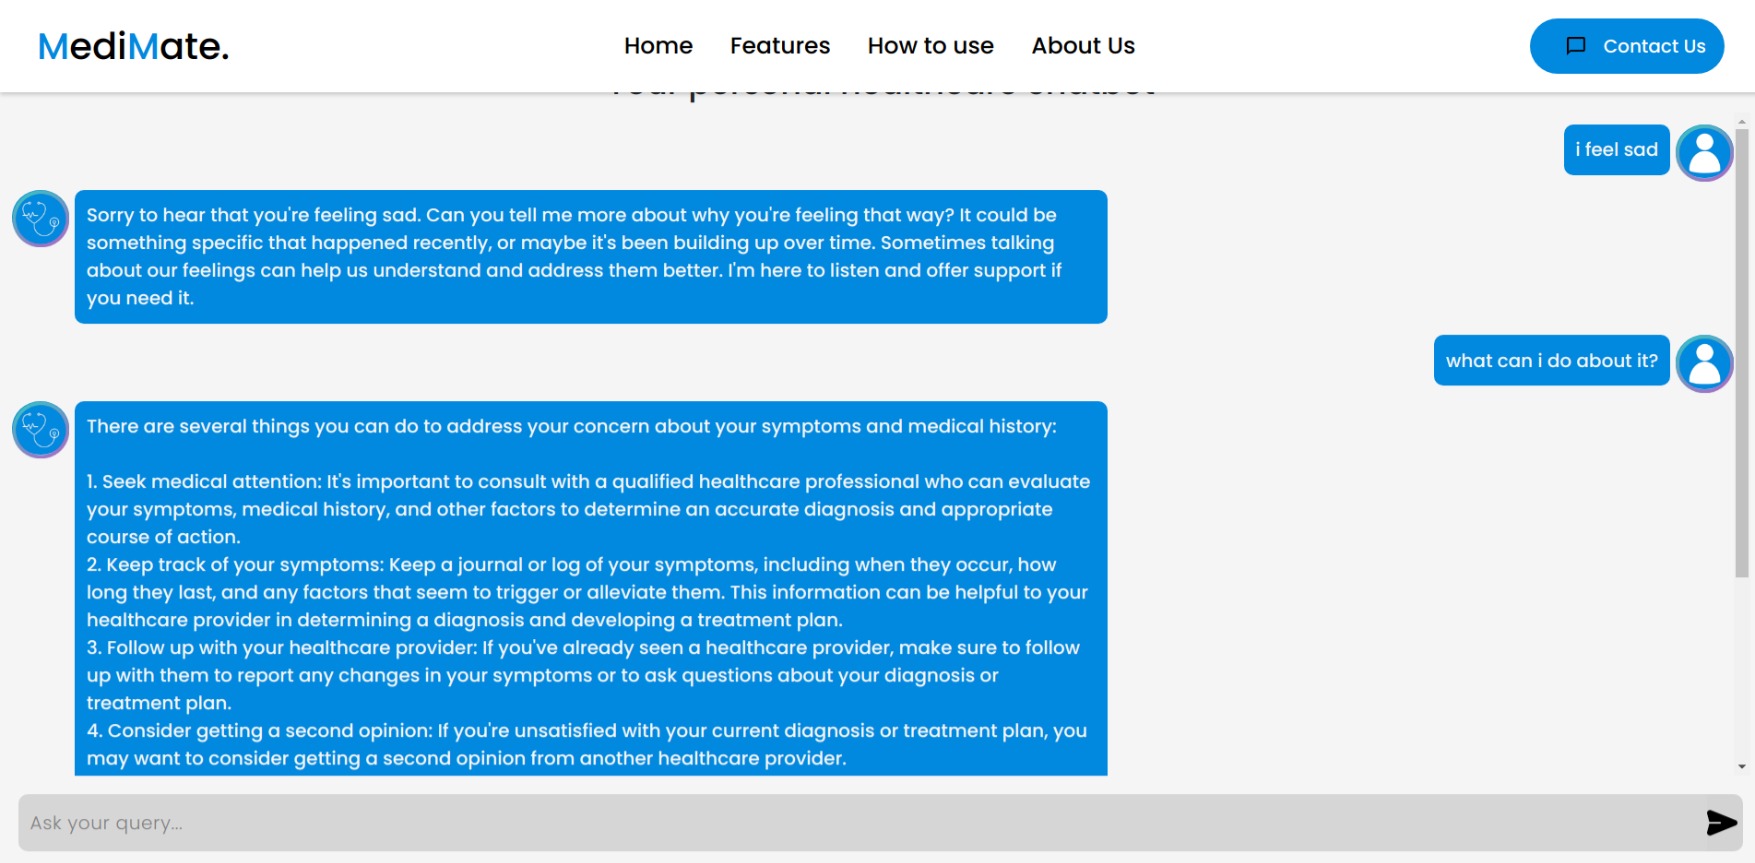 MediMate.
Home
Features
How to use
About Us
Contact Us
Your personal healthcare chatbot
i feel sad
Sorry to hear that you're feeling sad. Can you tell me more about why you're feeling that way? It could be
something specific that happened recently, or maybe it's been building up over time. Sometimes talking
about our feelings can help us understand and address them better. I'm here to listen and offer support if
you need it.
what can i do about it?
There are several things you can do to address your concern about your symptoms and medical history:
1. Seek medical attention: It's important to consult with a qualified healthcare professional who can evaluate
your symptoms, medical history, and other factors to determine an accurate diagnosis and appropriate
course of action.
2. Keep track of your symptoms: Keep a journal or log of your symptoms, including when they occur, how
long they last, and any factors that seem to trigger or alleviate them. This information can be helpful to your
healthcare provider in determining a diagnosis and developing a treatment plan.
3. Follow up with your healthcare provider: If you've already seen a healthcare provider, make sure to follow
up with them to report any changes in your symptoms or to ask questions about your diagnosis or
treatment plan.
4. Consider getting a second opinion: If you're unsatisfied with your current diagnosis or treatment plan, you
may want to consider getting a second opinion from another healthcare provider.
Ask your query...